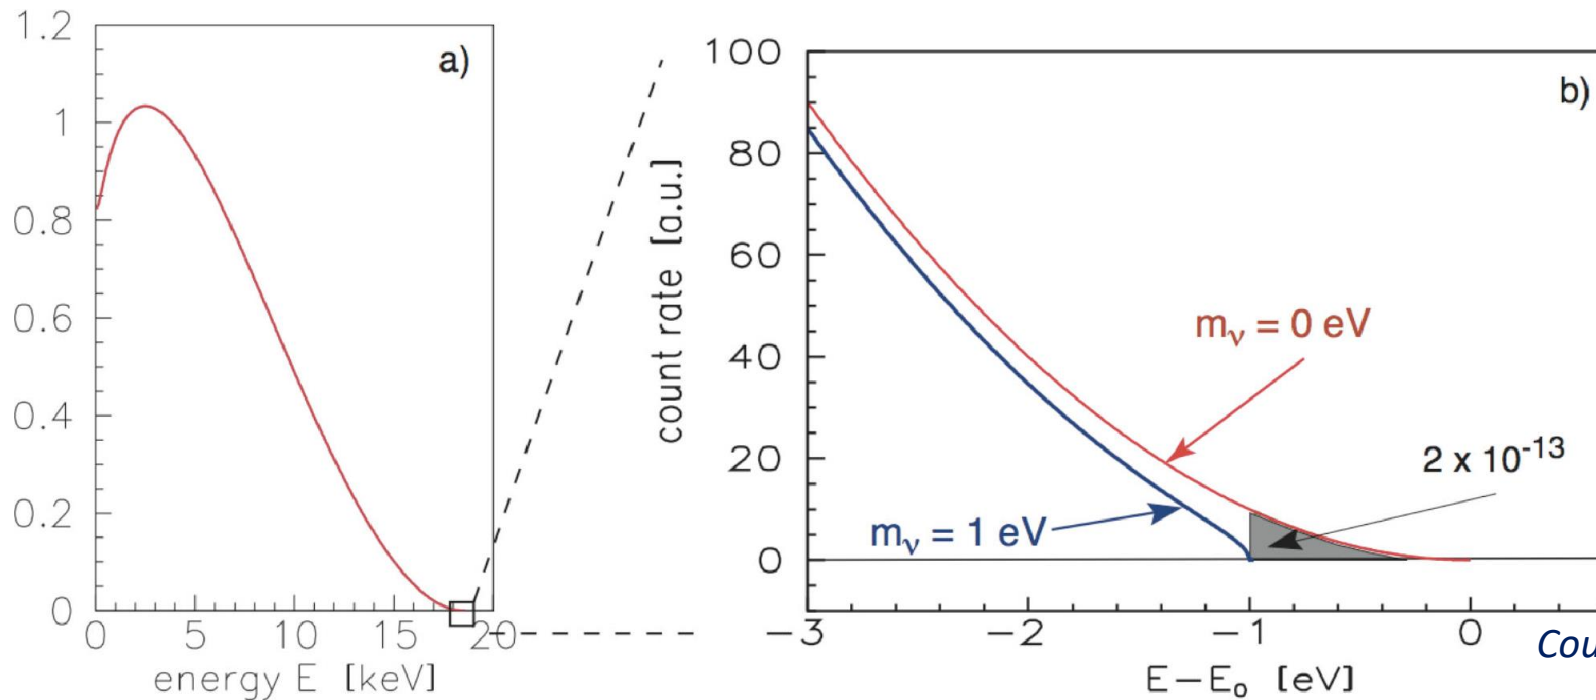 a)
1.2
1
0.8
0.6
0.4
0.2
0
0 5 10 15 20
energy E [keV]
b)
count rate [a.u.]
100
80
60
40
20
0
mν = 0 eV
2 x 10⁻¹³
mν = 1 eV
−3 −2 −1 0
E−E₀ [eV]
Cou